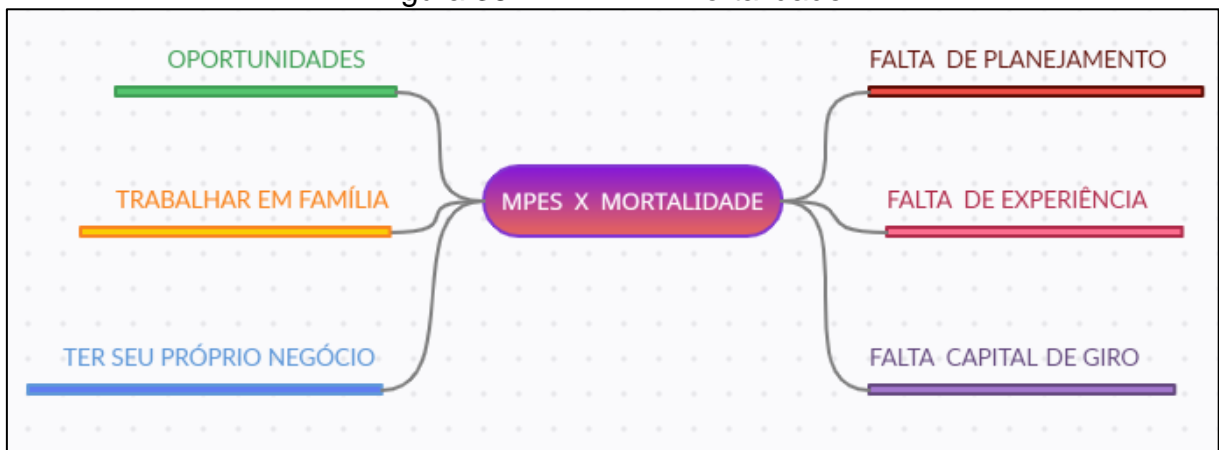 OPORTUNIDADES
TRABALHAR EM FAMÍLIA
TER SEU PRÓPRIO NEGÓCIO
MPES X MORTALIDADE
FALTA DE PLANEJAMENTO
FALTA DE EXPERIÊNCIA
FALTA CAPITAL DE GIRO